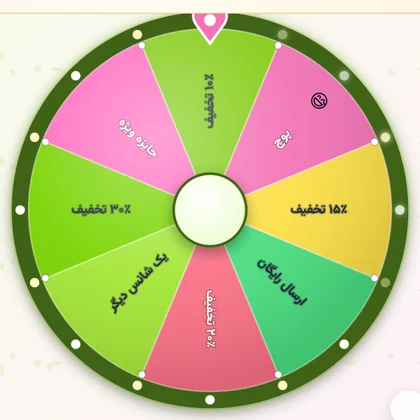 ۱۰٪ تخفیف
پوچ
۱۵٪ تخفیف
ارسال رایگان
۲۰٪ تخفیف
یک شانس دیگر
۳۰٪ تخفیف
جایزه ویژه